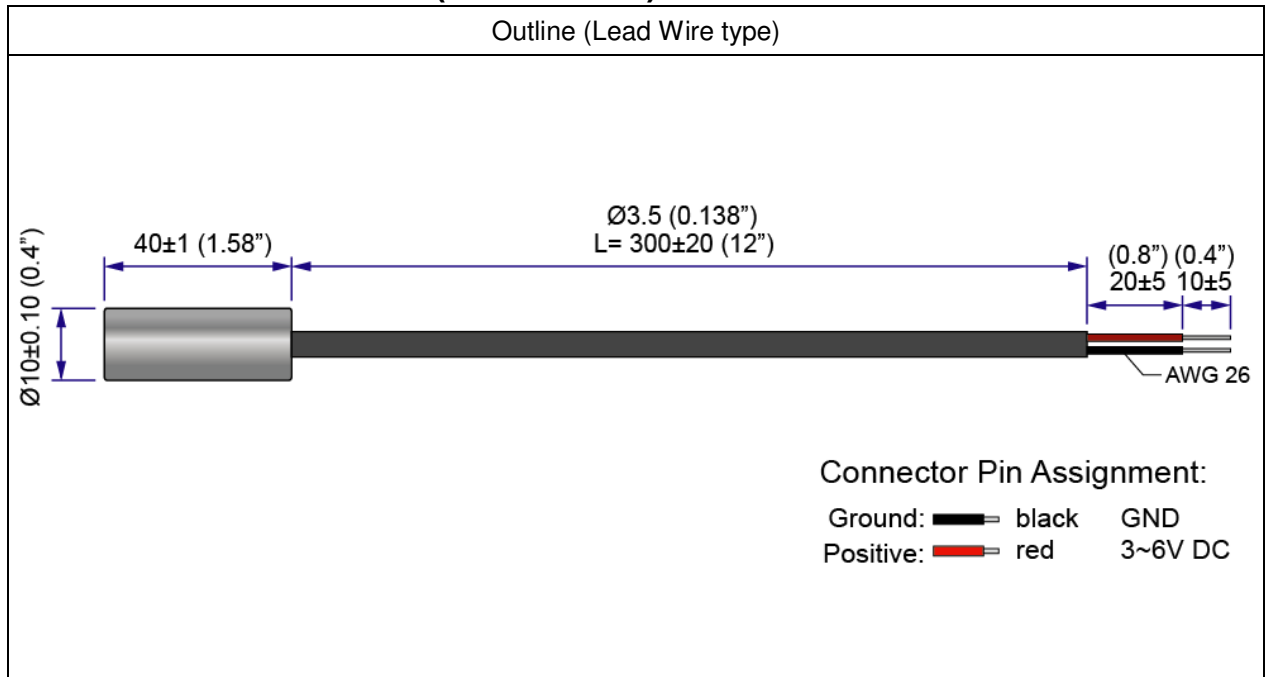 Outline (Lead Wire type)
Ø3.5 (0.138”)
L= 300±20 (12”)
40±1 (1.58”)
(0.8”) (0.4”)
20±5 10±5
Ø10±0.10 (0.4”)
AWG 26
Connector Pin Assignment:
Ground: black GND
Positive: red 3~6V DC